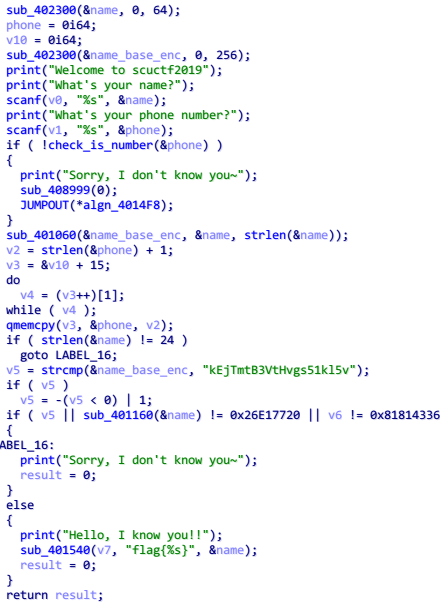 sub_402300(&name, 0, 64);
phone = 0i64;
v10 = 0i64;
sub_402300(&name_base_enc, 0, 256);
print("Welcome to scuctf2019");
print("What's your name?");
scanf(v0, "%s", &name);
print("What's your phone number?");
scanf(v1, "%s", &phone);
if ( !check_is_number(&phone) )
{
print("Sorry, I don't know you~");
sub_408999(0);
JUMPOUT(*algn_4014F8);
}
sub_401060(&name_base_enc, &name, strlen(&name));
v2 = strlen(&phone) + 1;
v3 = &v10 + 15;
do
v4 = (v3++)[1];
while ( v4 );
qmemcpy(v3, &phone, v2);
if ( strlen(&name) != 24 )
goto LABEL_16;
v5 = strcmp(&name_base_enc, "kEjTmtB3VtHvgs51kl5v");
if ( v5 )
v5 = -(v5 < 0) | 1;
if ( v5 || sub_401160(&name) != 0x26E17720 || v6 != 0x81814336
{
ABEL_16:
print("Sorry, I don't know you~");
result = 0;
}
else
{
print("Hello, I know you!!");
sub_401540(v7, "flag{%s}", &name);
result = 0;
}
return result;